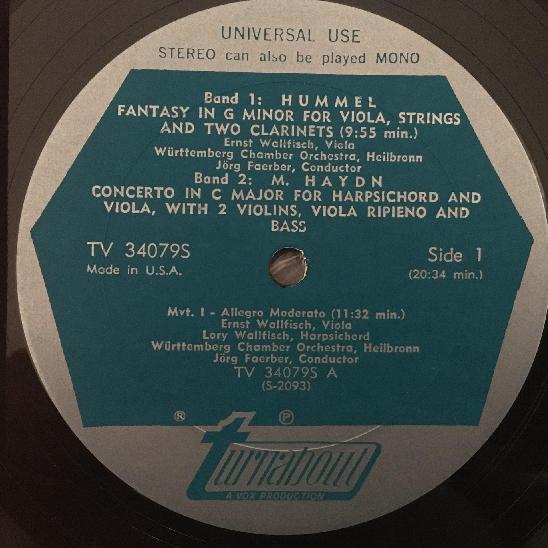 UNIVERSAL USE
STEREO can also be played MONO
Band 1: HUMMEL
FANTASY IN G MINOR FOR VIOLA, STRINGS
AND TWO CLARINETS (9:55 min.)
Ernst Wallfisch, Viola
Württemberg Chamber Orchestra, Heilbronn
Jörg Faerber, Conductor
Band 2: M. HAYDN
CONCERTO IN C MAJOR FOR HARPSICHORD AND
VIOLA, WITH 2 VIOLINS, VIOLA RIPIENO AND
BASS
TV 34079S
Side 1
Made in U.S.A.
(20:34 min.)
Mvt. I - Allegro Moderato (11:32 min.)
Ernst Wallfisch, Viola
Lory Wallfisch, Harpsichord
Württemberg Chamber Orchestra, Heilbronn
Jörg Faerber, Conductor
TV 34079S A
(S-2093)
® ℗
turnabout
A VOX PRODUCTION